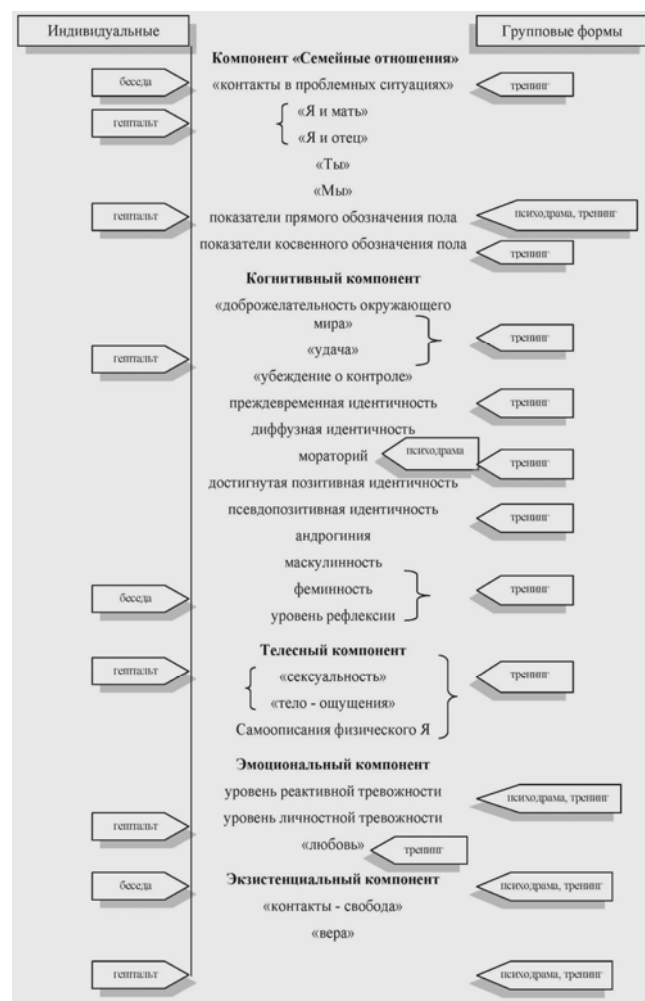 Индивидуальные
Групповые формы
Компонент «Семейные отношения»
беседа
«контакты в проблемных ситуациях»
тренинг
гештальт
«Я и мать»
«Я и отец»
«Ты»
«Мы»
гештальт
показатели прямого обозначения пола
психодрама, тренинг
показатели косвенного обозначения пола
тренинг
Когнитивный компонент
«доброжелательность окружающего
мира»
тренинг
«удача»
гештальт
«убеждение о контроле»
преждевременная идентичность
тренинг
диффузная идентичность
мораторий
психодрама
тренинг
достигнутая позитивная идентичность
псевдопозитивная идентичность
тренинг
андрогиния
маскулинность
беседа
феминность
тренинг
уровень рефлексии
Телесный компонент
гештальт
«сексуальность»
тренинг
«тело - ощущения»
Самоописания физического Я
Эмоциональный компонент
уровень реактивной тревожности
психодрама, тренинг
гештальт
уровень личностной тревожности
«любовь»
тренинг
беседа
Экзистенциальный компонент
психодрама, тренинг
«контакты - свобода»
«вера»
гештальт
психодрама, тренинг